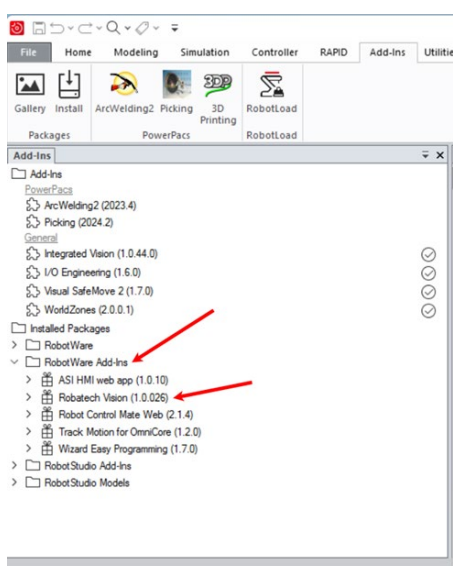 File Home Modeling Simulation Controller RAPID Add-Ins Utilitie
Gallery Install ArcWelding2 Picking 3D Printing RobotLoad
Packages PowerPacs RobotLoad
Add-Ins
Add-Ins
PowerPacs
ArcWelding2 (2023.4)
Picking (2024.2)
General
Integrated Vision (1.0.44.0)
I/O Engineering (1.6.0)
Visual SafeMove 2 (1.7.0)
WorldZones (2.0.0.1)
Installed Packages
RobotWare
RobotWare Add-Ins
ASI HMI web app (1.0.10)
Robatech Vision (1.0.026)
Robot Control Mate Web (2.1.4)
Track Motion for OmniCore (1.2.0)
Wizard Easy Programming (1.7.0)
RobotStudio Add-Ins
RobotStudio Models